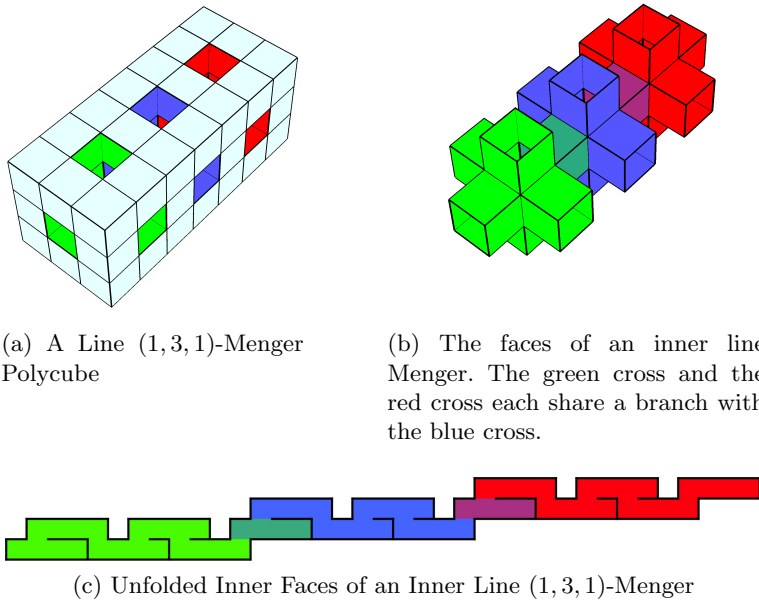 (a) A Line (1, 3, 1)-Menger
Polycube
(b) The faces of an inner line
Menger. The green cross and the
red cross each share a branch with
the blue cross.
(c) Unfolded Inner Faces of an Inner Line (1, 3, 1)-Menger